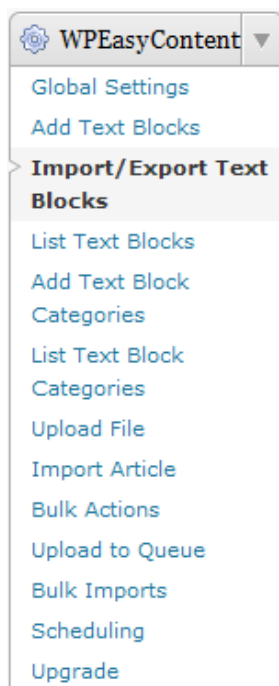 WPEasyContent
Global Settings
Add Text Blocks
Import/Export Text
Blocks
List Text Blocks
Add Text Block
Categories
List Text Block
Categories
Upload File
Import Article
Bulk Actions
Upload to Queue
Bulk Imports
Scheduling
Upgrade